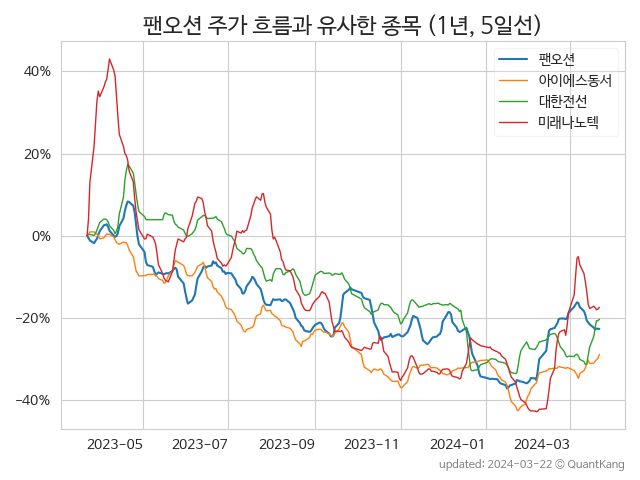 팬오션 주가 흐름과 유사한 종목 (1년, 5일선)
팬오션
아이에스동서
대한전선
미래나노텍
40%
20%
0%
−20%
−40%
2023-05 2023-07 2023-09 2023-11 2024-01 2024-03
updated: 2024-03-22 © QuantKang